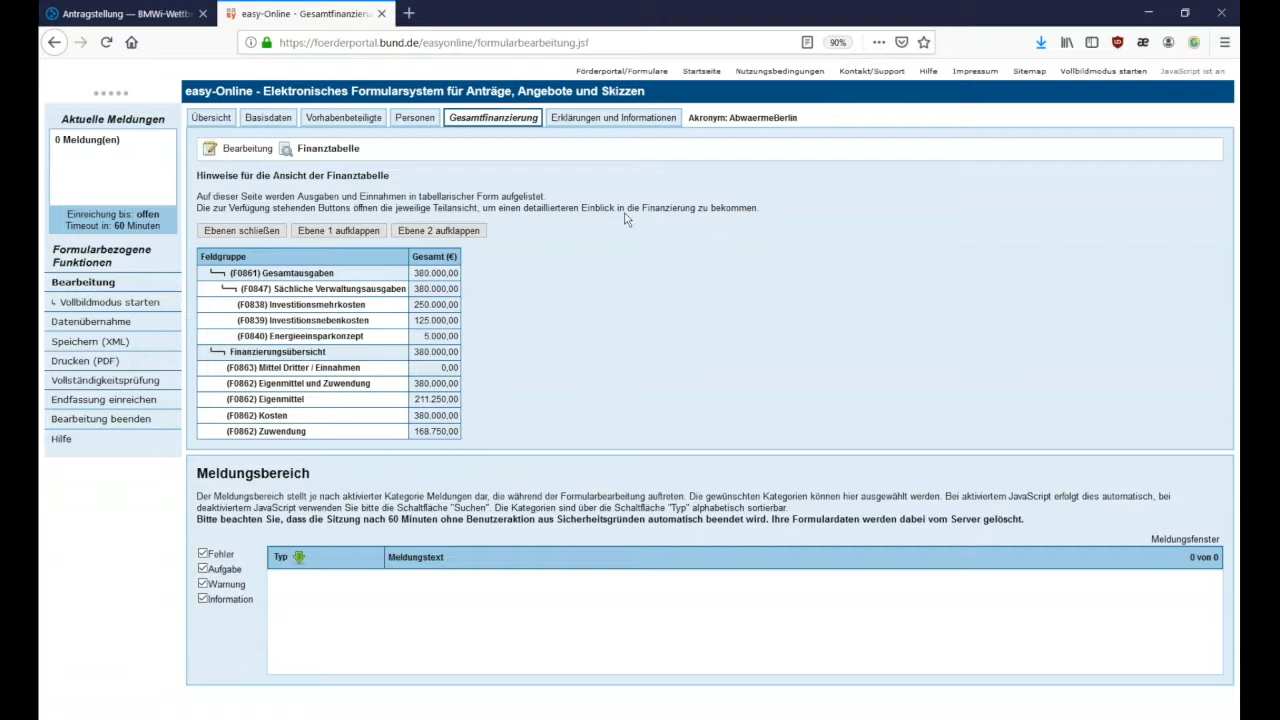 Antragstellung — BMWi-Wettb
easy-Online - Gesamtfinanzierun
https://foerderportal.bund.de/easyonline/formularbearbeitung.jsf
90%
Förderportal/Formulare Startseite Nutzungsbedingungen Kontakt/Support Hilfe Impressum Sitemap Vollbildmodus starten JavaScript ist an
easy-Online - Elektronisches Formularsystem für Anträge, Angebote und Skizzen
Aktuelle Meldungen
0 Meldung(en)
Einreichung bis: offen
Timeout in: 60 Minuten
Formularbezogene
Funktionen
Bearbeitung
↳ Vollbildmodus starten
Datenübernahme
Speichern (XML)
Drucken (PDF)
Vollständigkeitsprüfung
Endfassung einreichen
Bearbeitung beenden
Hilfe
Übersicht Basisdaten Vorhabenbeteiligte Personen Gesamtfinanzierung Erklärungen und Informationen Akronym: AbwaermeBerlin
Bearbeitung Finanztabelle
Hinweise für die Ansicht der Finanztabelle
Auf dieser Seite werden Ausgaben und Einnahmen in tabellarischer Form aufgelistet.
Die zur Verfügung stehenden Buttons öffnen die jeweilige Teilansicht, um einen detaillierteren Einblick in die Finanzierung zu bekommen.
Ebenen schließen Ebene 1 aufklappen Ebene 2 aufklappen
Feldgruppe Gesamt (€)
(F0861) Gesamtausgaben 380.000,00
(F0847) Sächliche Verwaltungsausgaben 380.000,00
(F0838) Investitionsmehrkosten 250.000,00
(F0839) Investitionsnebenkosten 125.000,00
(F0840) Energieeinsparkonzept 5.000,00
Finanzierungsübersicht 380.000,00
(F0863) Mittel Dritter / Einnahmen 0,00
(F0862) Eigenmittel und Zuwendung 380.000,00
(F0862) Eigenmittel 211.250,00
(F0862) Kosten 380.000,00
(F0862) Zuwendung 168.750,00
Meldungsbereich
Der Meldungsbereich stellt je nach aktivierter Kategorie Meldungen dar, die während der Formularbearbeitung auftreten. Die gewünschten Kategorien können hier ausgewählt werden. Bei aktiviertem JavaScript erfolgt dies automatisch, bei
deaktiviertem JavaScript verwenden Sie bitte die Schaltfläche "Suchen". Die Kategorien sind über die Schaltfläche "Typ" alphabetisch sortierbar.
Bitte beachten Sie, dass die Sitzung nach 60 Minuten ohne Benutzeraktion aus Sicherheitsgründen automatisch beendet wird. Ihre Formulardaten werden dabei vom Server gelöscht.
Meldungsfenster
Fehler
Aufgabe
Warnung
Information
Typ Meldungstext 0 von 0